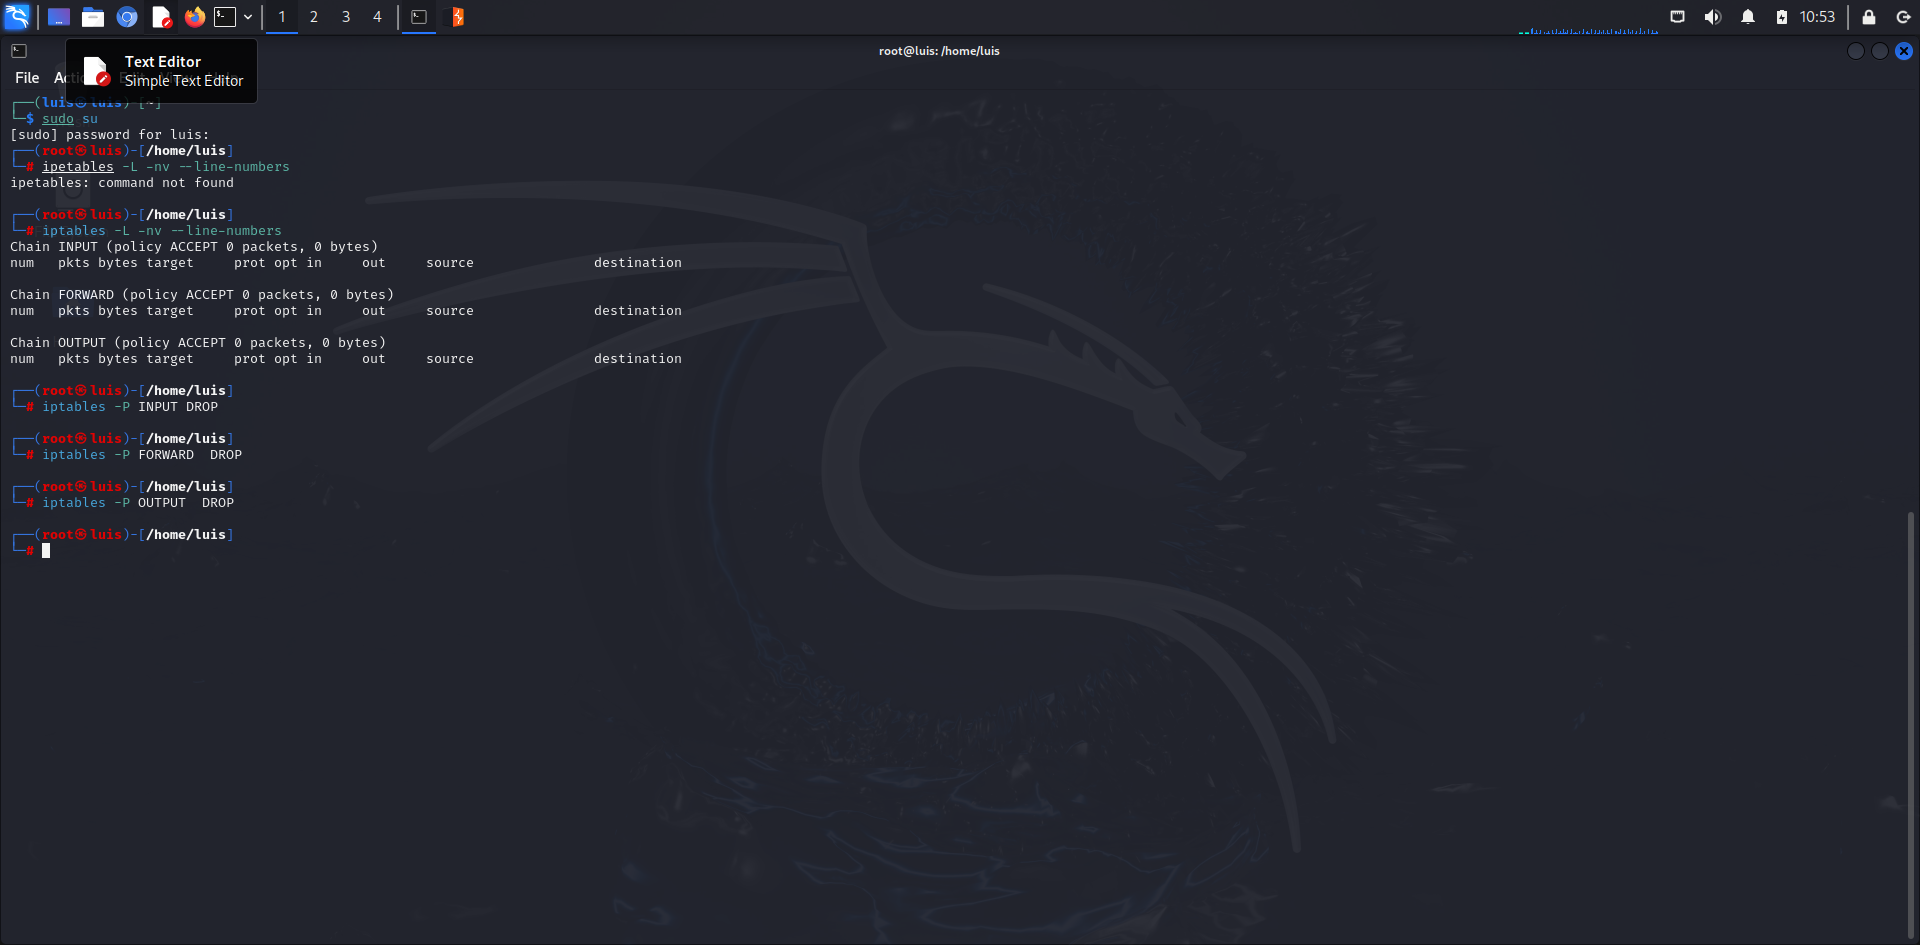 1 2 3 4 10:53
root@luis: /home/luis
Text Editor
Simple Text Editor
File
┌──(luis㉿luis)-[~]
└─$ sudo su
[sudo] password for luis:
┌──(root㉿luis)-[/home/luis]
└─# ipetables -L -nv --line-numbers
ipetables: command not found
┌──(root㉿luis)-[/home/luis]
└─# iptables -L -nv --line-numbers
Chain INPUT (policy ACCEPT 0 packets, 0 bytes)
num   pkts bytes target     prot opt in     out     source               destination
Chain FORWARD (policy ACCEPT 0 packets, 0 bytes)
num   pkts bytes target     prot opt in     out     source               destination
Chain OUTPUT (policy ACCEPT 0 packets, 0 bytes)
num   pkts bytes target     prot opt in     out     source               destination
┌──(root㉿luis)-[/home/luis]
└─# iptables -P INPUT DROP
┌──(root㉿luis)-[/home/luis]
└─# iptables -P FORWARD  DROP
┌──(root㉿luis)-[/home/luis]
└─# iptables -P OUTPUT  DROP
┌──(root㉿luis)-[/home/luis]
└─#